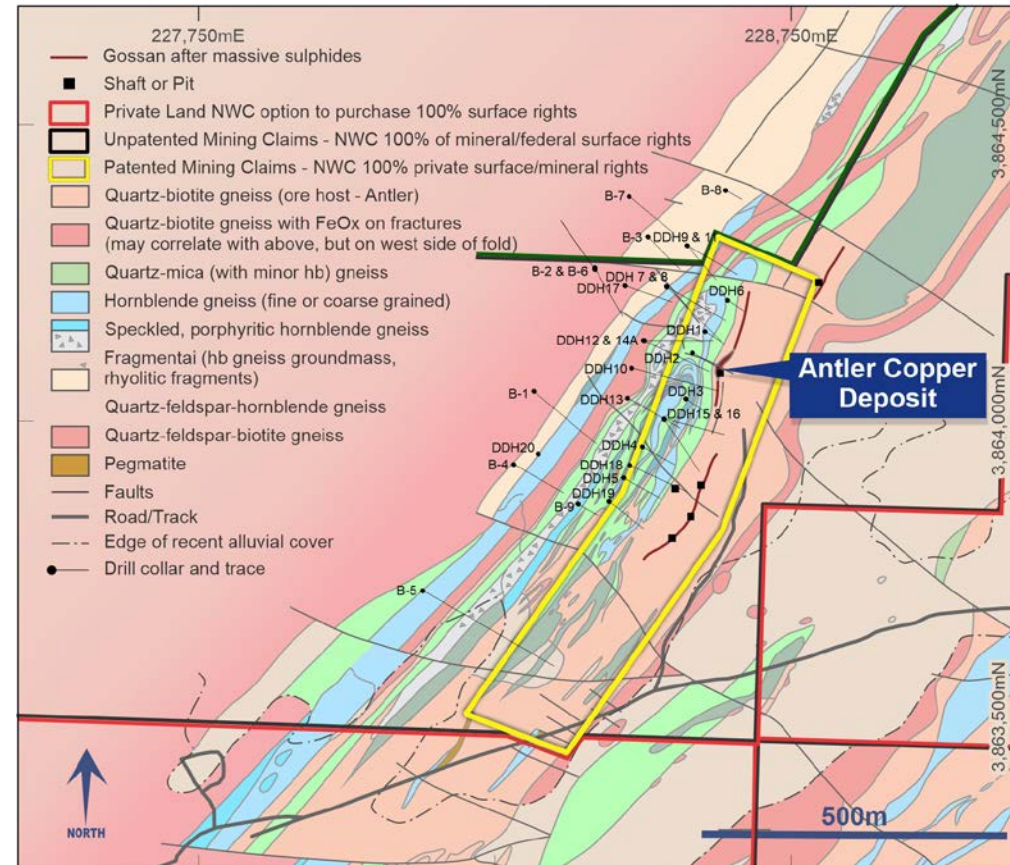 227,750mE
228,750mE
Gossan after massive sulphides
Shaft or Pit
Private Land NWC option to purchase 100% surface rights
Unpatented Mining Claims - NWC 100% of mineral/federal surface rights
Patented Mining Claims - NWC 100% private surface/mineral rights
Quartz-biotite gneiss (ore host - Antler)
Quartz-biotite gneiss with FeOx on fractures
(may correlate with above, but on west side of fold)
Quartz-mica (with minor hb) gneiss
Hornblende gneiss (fine or coarse grained)
Speckled, porphyritic hornblende gneiss
Fragmentai (hb gneiss groundmass,
rhyolitic fragments)
Quartz-feldspar-hornblende gneiss
Quartz-feldspar-biotite gneiss
Pegmatite
Faults
Road/Track
Edge of recent alluvial cover
Drill collar and trace
3,864,500mN
B-8
B-7
B-3
DDH9 & 1
B-2 & B-6
DDH 7 & 8
DDH17
DDH6
DDH1
DDH12 & 14A
DDH2
DDH10
Antler Copper
Deposit
B-1
DDH13
DDH3
DDH15 & 16
3,864,000mN
DDH20
DDH4
B-4
DDH18
DDH5
DDH19
B-9
B-5
3,863,500mN
NORTH
500m